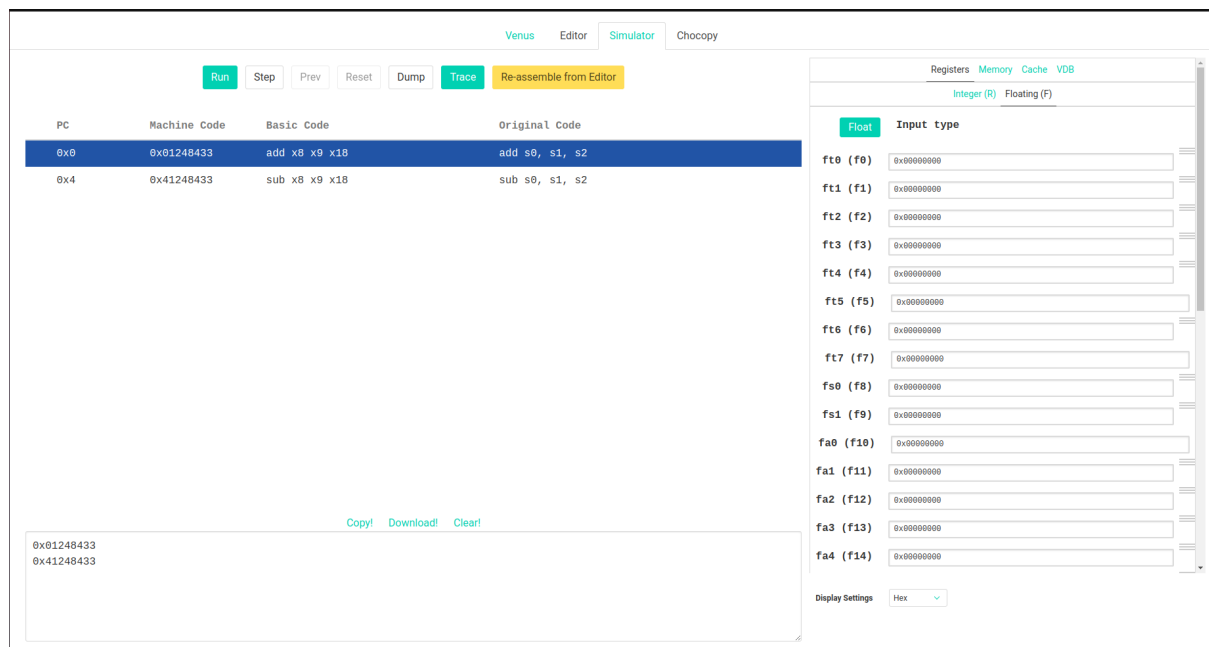 Venus Editor Simulator Chocopy
Run Step Prev Reset Dump Trace Re-assemble from Editor
PC Machine Code Basic Code Original Code
0x0 0x01248433 add x8 x9 x18 add s0, s1, s2
0x4 0x41248433 sub x8 x9 x18 sub s0, s1, s2
Copy! Download! Clear!
0x01248433
0x41248433
Registers Memory Cache VDB
Integer (R) Floating (F)
Float Input type
ft0 (f0) 0x00000000
ft1 (f1) 0x00000000
ft2 (f2) 0x00000000
ft3 (f3) 0x00000000
ft4 (f4) 0x00000000
ft5 (f5) 0x00000000
ft6 (f6) 0x00000000
ft7 (f7) 0x00000000
fs0 (f8) 0x00000000
fs1 (f9) 0x00000000
fa0 (f10) 0x00000000
fa1 (f11) 0x00000000
fa2 (f12) 0x00000000
fa3 (f13) 0x00000000
fa4 (f14) 0x00000000
Display Settings Hex